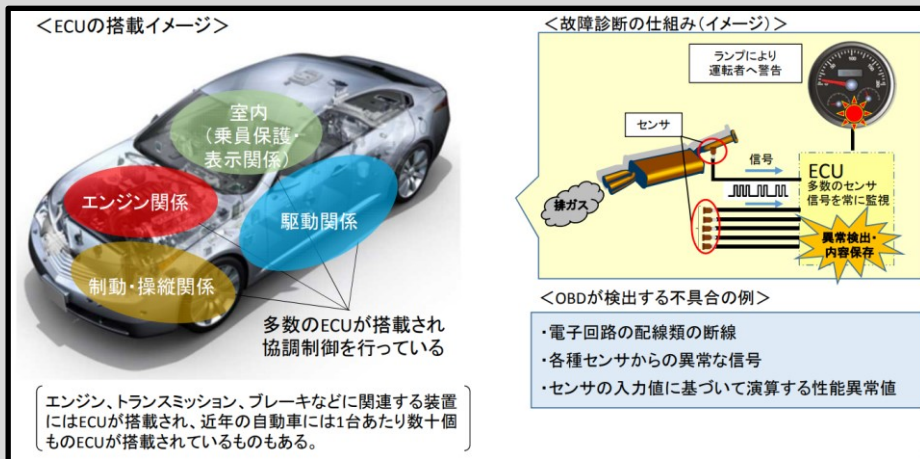 ＜ECUの搭載イメージ＞
室内
（乗員保護・
表示関係）
エンジン関係
駆動関係
制動・操縦関係
多数のECUが搭載され
協調制御を行っている
エンジン、トランスミッション、ブレーキなどに関連する装置
にはECUが搭載され、近年の自動車には1台あたり数十個
ものECUが搭載されているものもある。
＜故障診断の仕組み（イメージ）＞
ランプにより
運転者へ警告
センサ
信号
排ガス
ECU
多数のセンサ
信号を常に監視
異常検出・
内容保存
＜OBDが検出する不具合の例＞
・電子回路の配線類の断線
・各種センサからの異常な信号
・センサの入力値に基づいて演算する性能異常値